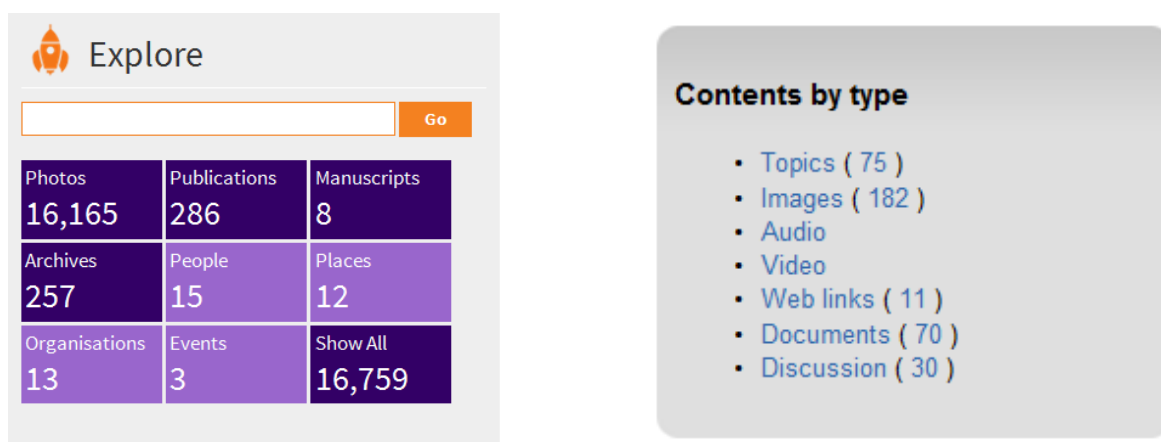 Explore
Go
Photos Publications Manuscripts
16,165 286 8
Archives People Places
257 15 12
Organisations Events Show All
13 3 16,759
Contents by type
• Topics ( 75 )
• Images ( 182 )
• Audio
• Video
• Web links ( 11 )
• Documents ( 70 )
• Discussion ( 30 )